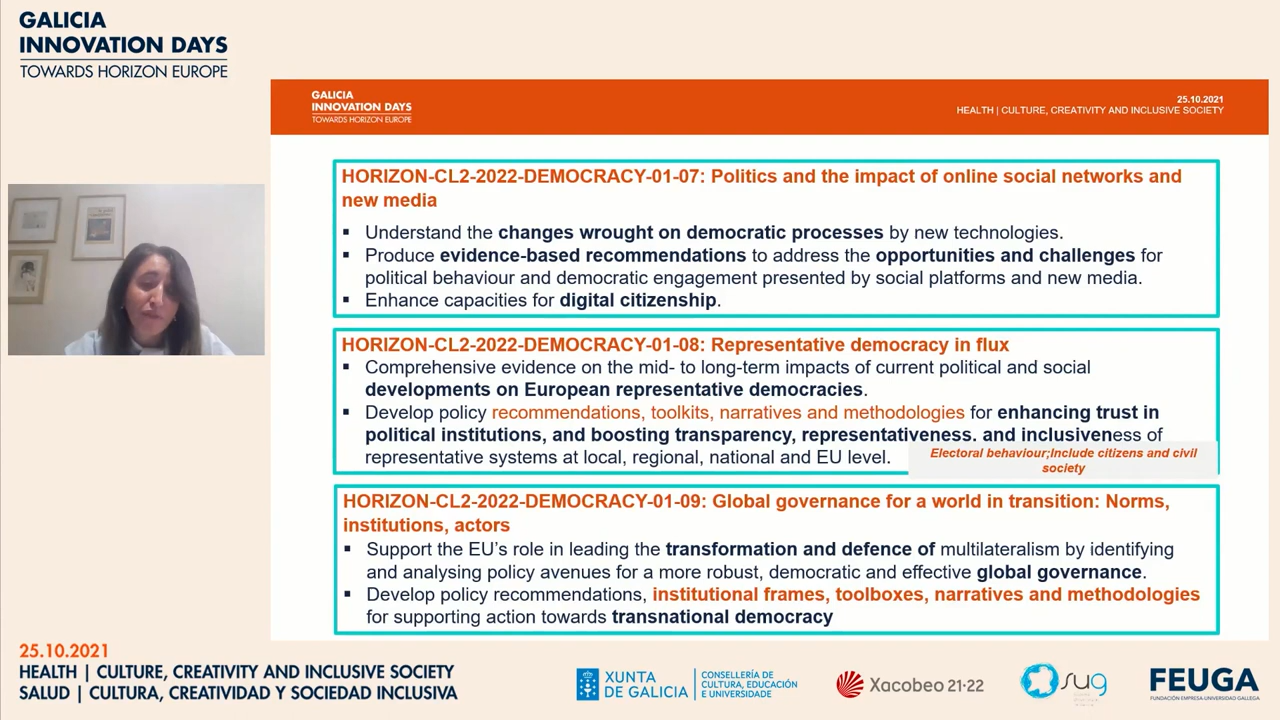 GALICIA
INNOVATION DAYS
TOWARDS HORIZON EUROPE
GALICIA
INNOVATION DAYS
TOWARDS HORIZON EUROPE
25.10.2021
HEALTH | CULTURE, CREATIVITY AND INCLUSIVE SOCIETY
HORIZON-CL2-2022-DEMOCRACY-01-07: Politics and the impact of online social networks and
new media
▪ Understand the changes wrought on democratic processes by new technologies.
▪ Produce evidence-based recommendations to address the opportunities and challenges for
political behaviour and democratic engagement presented by social platforms and new media.
▪ Enhance capacities for digital citizenship.
HORIZON-CL2-2022-DEMOCRACY-01-08: Representative democracy in flux
▪ Comprehensive evidence on the mid- to long-term impacts of current political and social
developments on European representative democracies.
▪ Develop policy recommendations, toolkits, narratives and methodologies for enhancing trust in
political institutions, and boosting transparency, representativeness, and inclusiveness of
representative systems at local, regional, national and EU level.
Electoral behaviour;Include citizens and civil
society
HORIZON-CL2-2022-DEMOCRACY-01-09: Global governance for a world in transition: Norms,
institutions, actors
▪ Support the EU's role in leading the transformation and defence of multilateralism by identifying
and analysing policy avenues for a more robust, democratic and effective global governance.
▪ Develop policy recommendations, institutional frames, toolboxes, narratives and methodologies
for supporting action towards transnational democracy
25.10.2021
HEALTH | CULTURE, CREATIVITY AND INCLUSIVE SOCIETY
SALUD | CULTURA, CREATIVIDAD Y SOCIEDAD INCLUSIVA
XUNTA
DE GALICIA
CONSELLERÍA
DE CULTURA, EDUCACIÓN
E UNIVERSIDADE
Xacobeo 21·22
sug
FEUGA
FUNDACIÓN EMPRESA-UNIVERSIDAD GALLEGA